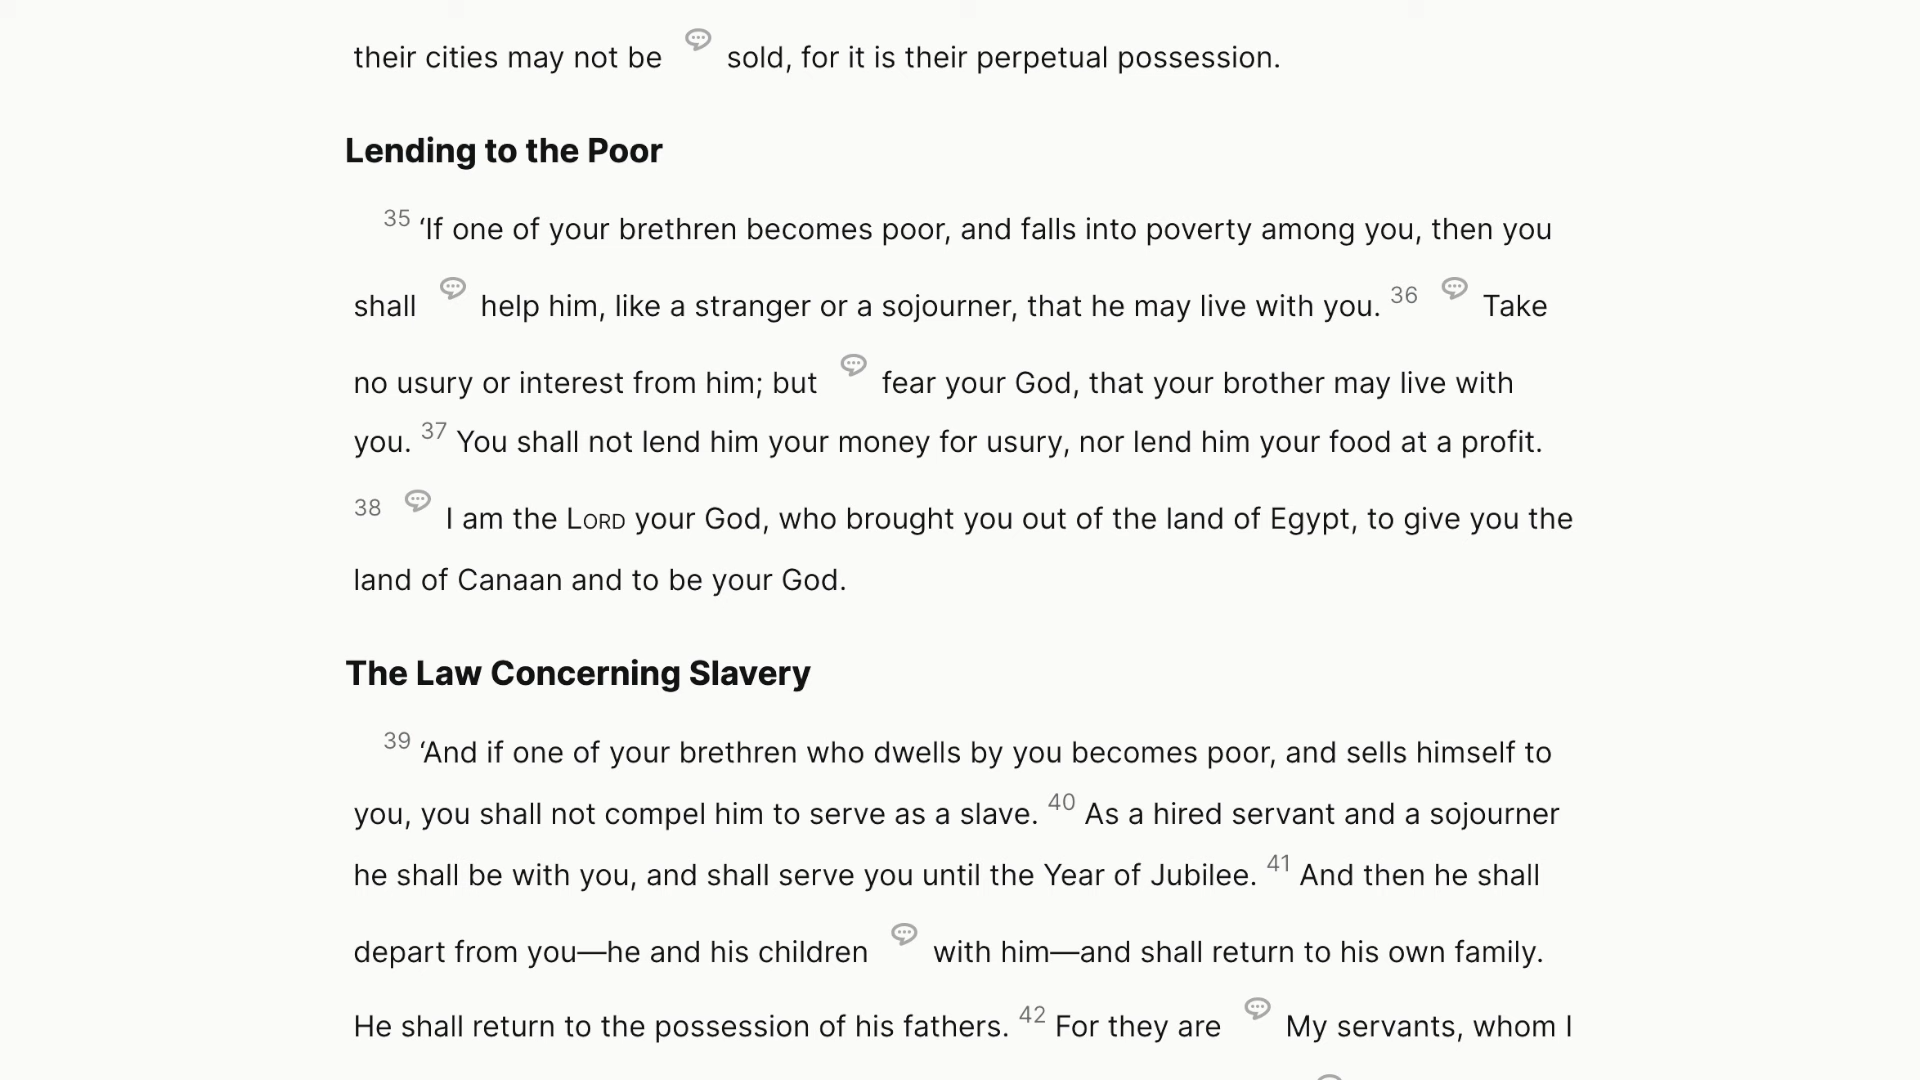 their cities may not be sold, for it is their perpetual possession.
Lending to the Poor
35 ‘If one of your brethren becomes poor, and falls into poverty among you, then you
shall help him, like a stranger or a sojourner, that he may live with you. 36 Take
no usury or interest from him; but fear your God, that your brother may live with
you. 37 You shall not lend him your money for usury, nor lend him your food at a profit.
38 I am the LORD your God, who brought you out of the land of Egypt, to give you the
land of Canaan and to be your God.
The Law Concerning Slavery
39 ‘And if one of your brethren who dwells by you becomes poor, and sells himself to
you, you shall not compel him to serve as a slave. 40 As a hired servant and a sojourner
he shall be with you, and shall serve you until the Year of Jubilee. 41 And then he shall
depart from you—he and his children with him—and shall return to his own family.
He shall return to the possession of his fathers. 42 For they are My servants, whom I